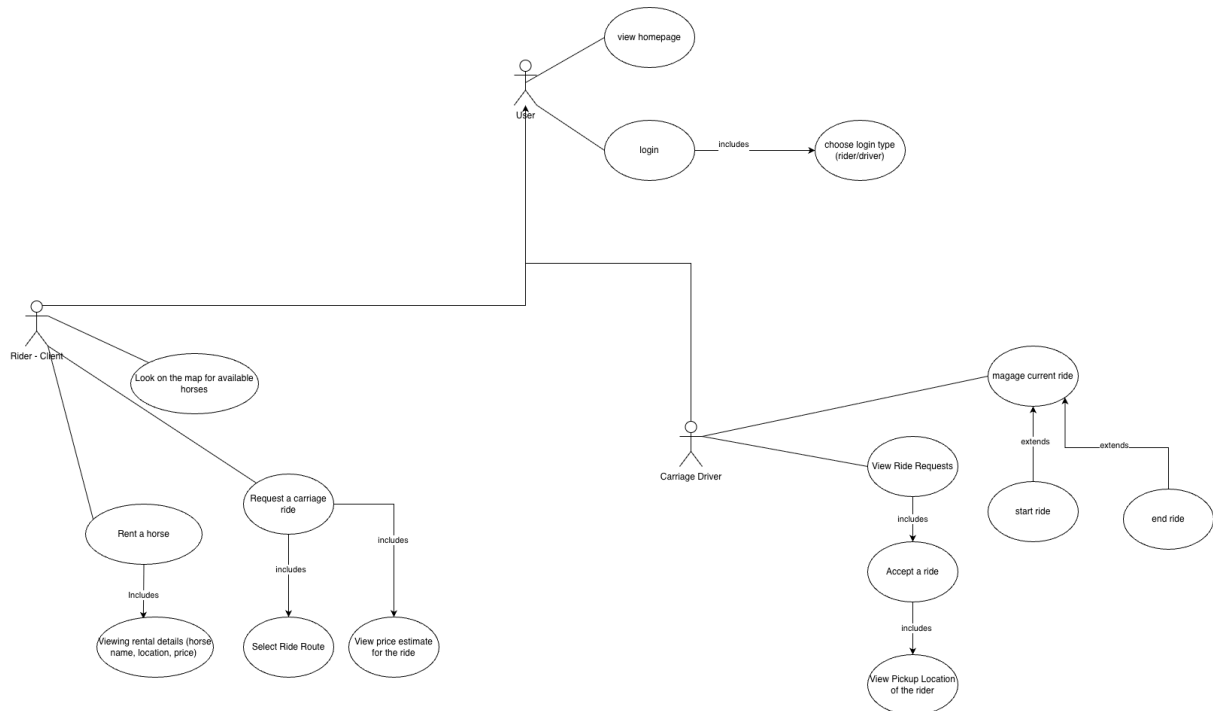 view homepage
User
login
includes
choose login type
(rider/driver)
Rider - Client
Look on the map for available
horses
magage current ride
Carriage Driver
extends
extends
View Ride Requests
Request a carriage
ride
start ride
end ride
Rent a horse
includes
includes
includes
Accept a ride
Includes
includes
Viewing rental details (horse
name, location, price)
Select Ride Route
View price estimate
for the ride
View Pickup Location
of the rider